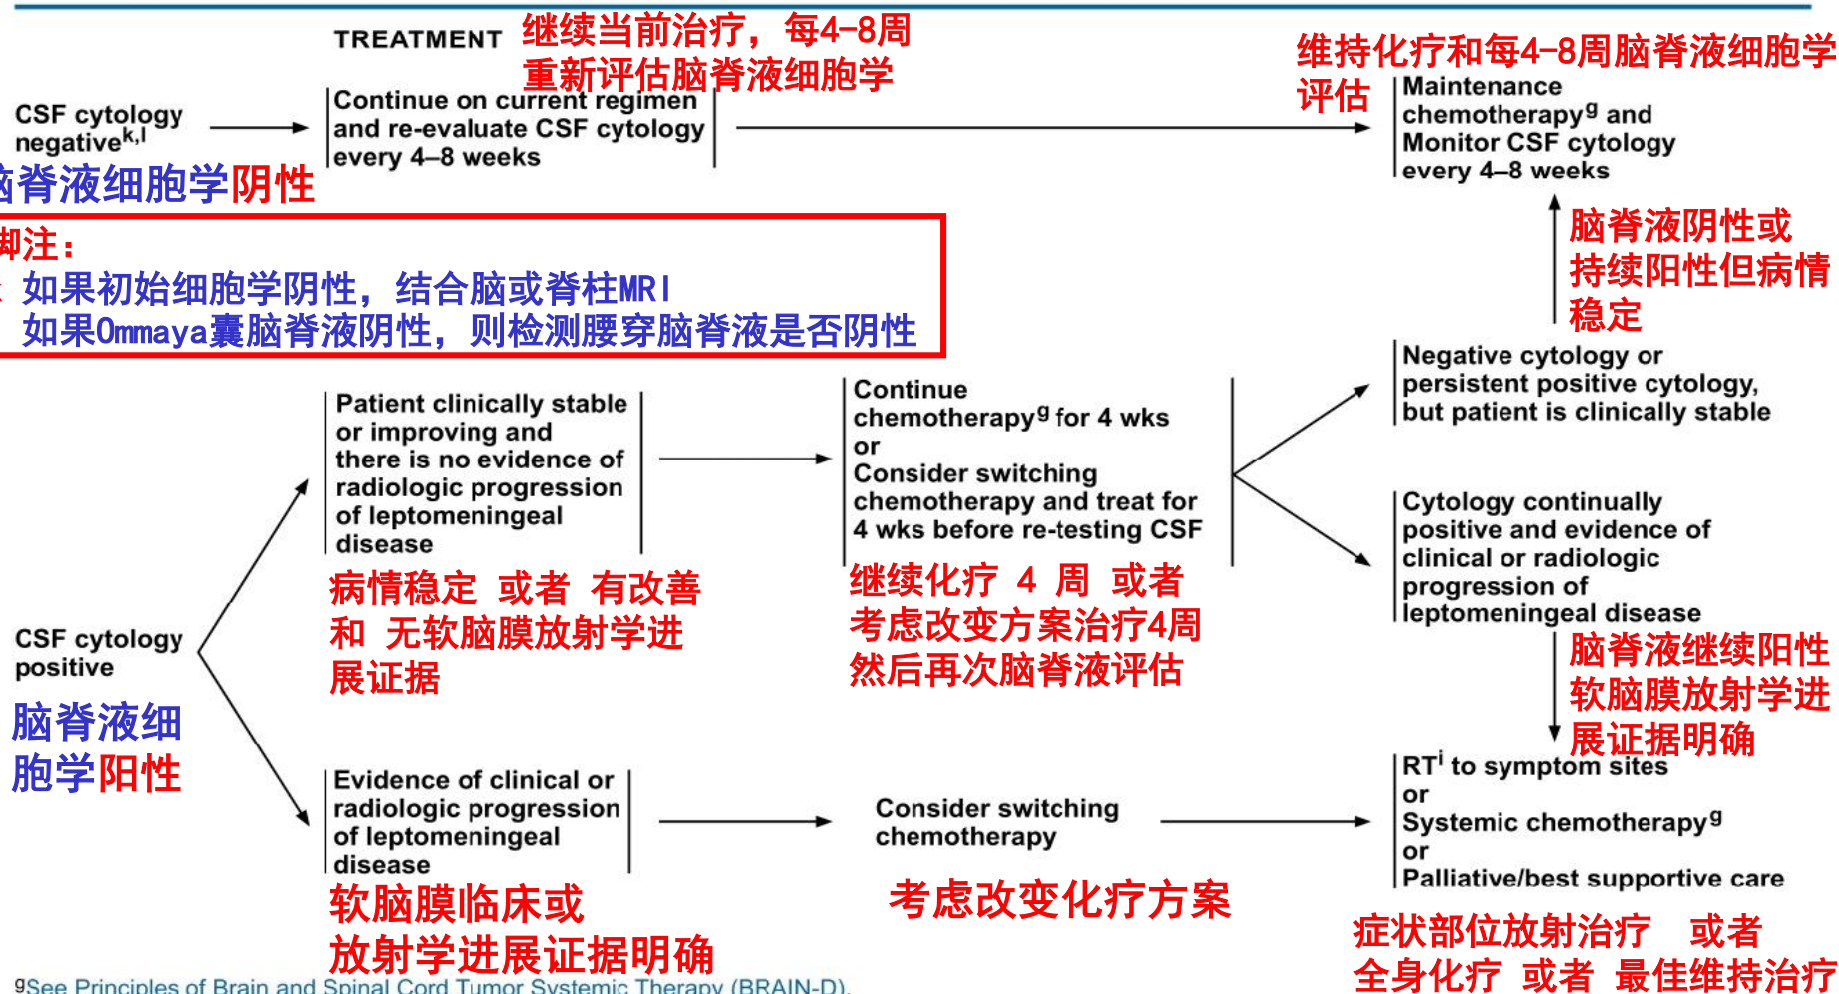 TREATMENT
继续当前治疗，每4-8周
重新评估脑脊液细胞学
维持化疗和每4-8周脑脊液细胞学
评估
CSF cytology
negativek,l
Continue on current regimen
and re-evaluate CSF cytology
every 4–8 weeks
Maintenance
chemotherapyg and
Monitor CSF cytology
every 4–8 weeks
脑脊液细胞学阴性
脚注：
如果初始细胞学阴性，结合脑或脊柱MRI
如果Ommaya囊脑脊液阴性，则检测腰穿脑脊液是否阴性
脑脊液阴性或
持续阳性但病情
稳定
Negative cytology or
persistent positive cytology,
but patient is clinically stable
Patient clinically stable
or improving and
there is no evidence of
radiologic progression
of leptomeningeal
disease
Continue
chemotherapyg for 4 wks
or
Consider switching
chemotherapy and treat for
4 wks before re-testing CSF
Cytology continually
positive and evidence of
clinical or radiologic
progression of
leptomeningeal disease
病情稳定 或者 有改善
和 无软脑膜放射学进
展证据
继续化疗 4 周 或者
考虑改变方案治疗4周
然后再次脑脊液评估
CSF cytology
positive
脑脊液细
胞学阳性
脑脊液继续阳性
软脑膜放射学进
展证据明确
Evidence of clinical or
radiologic progression
of leptomeningeal
disease
Consider switching
chemotherapy
RTi to symptom sites
or
Systemic chemotherapyg
or
Palliative/best supportive care
软脑膜临床或
放射学进展证据明确
考虑改变化疗方案
症状部位放射治疗 或者
全身化疗 或者 最佳维持治疗
gSee Principles of Brain and Spinal Cord Tumor Systemic Therapy (BRAIN-D).